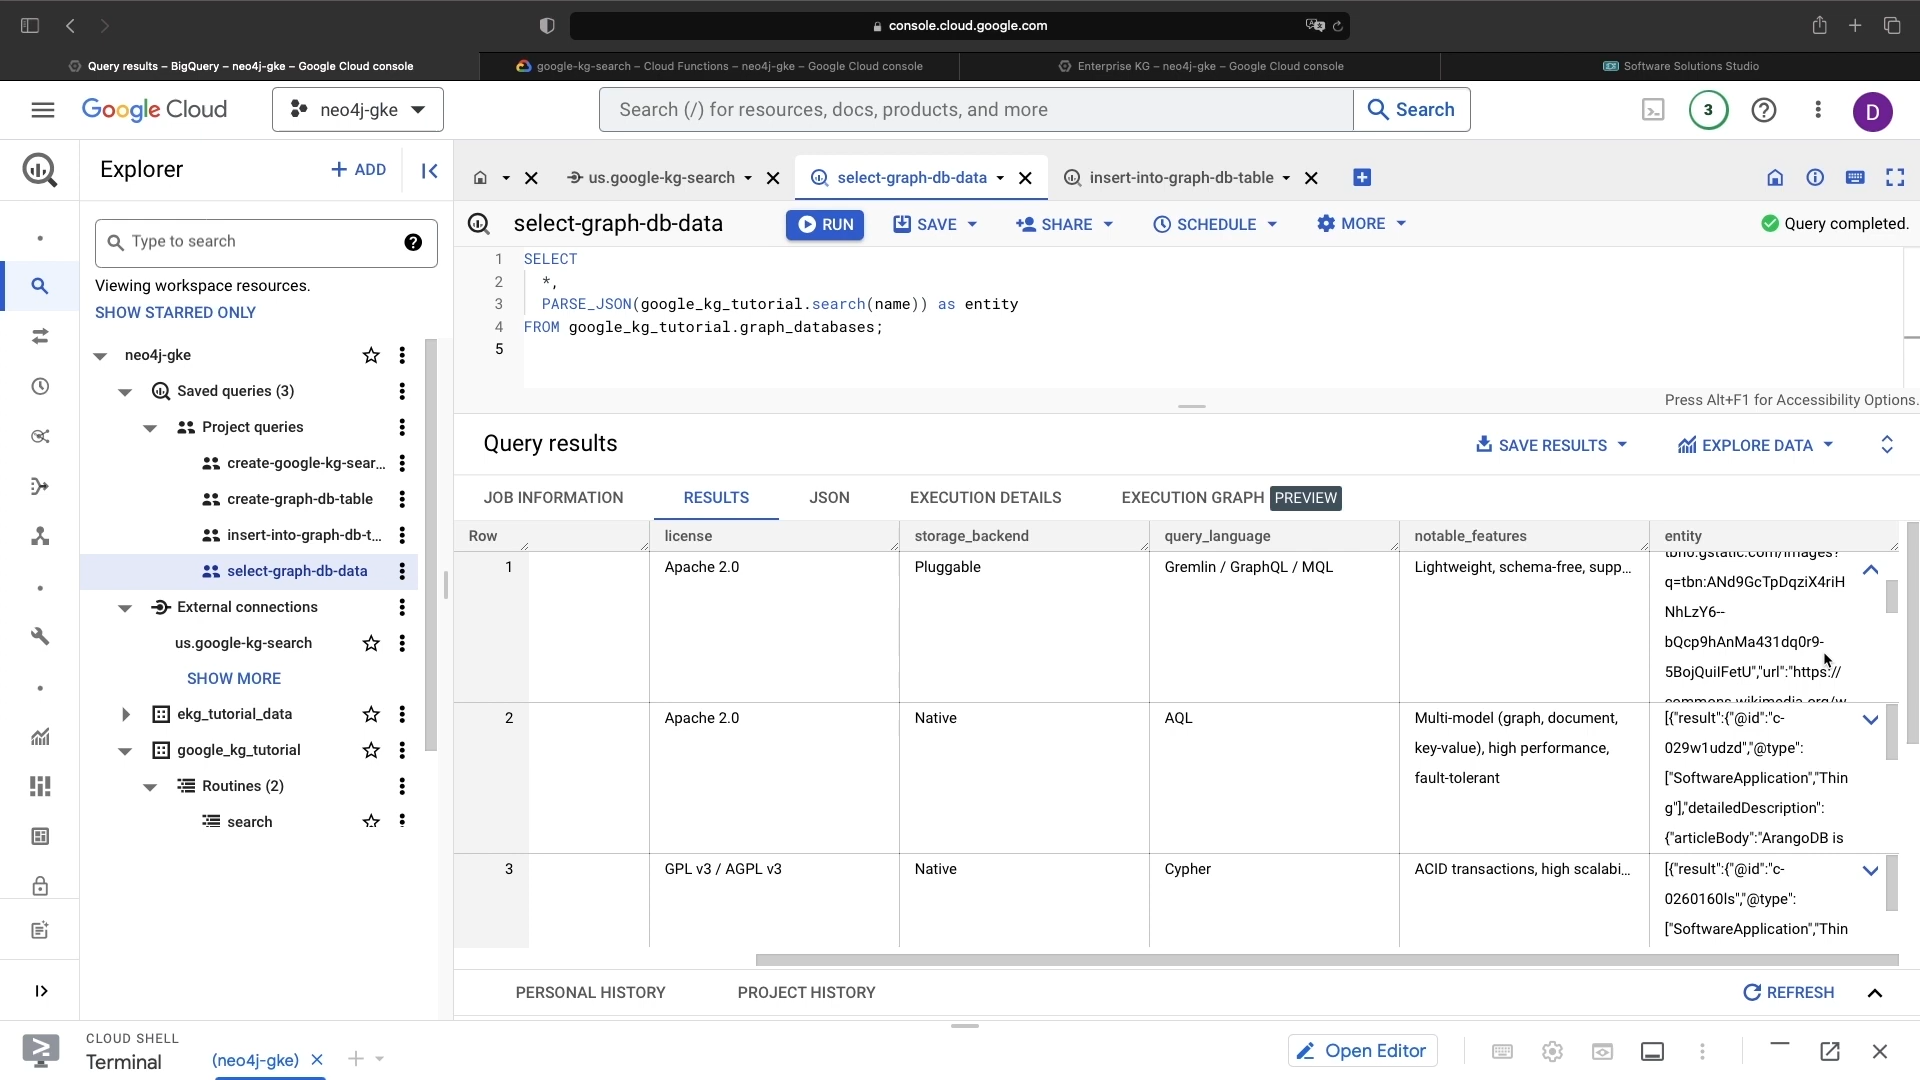 console.cloud.google.com
Query results – BigQuery – neo4j-gke – Google Cloud console
google-kg-search – Cloud Functions – neo4j-gke – Google Cloud console
Enterprise KG – neo4j-gke – Google Cloud console
Software Solutions Studio
Google Cloud
neo4j-gke
Search (/) for resources, docs, products, and more
Search
3
D
Explorer
+ ADD
us.google-kg-search
select-graph-db-data
insert-into-graph-db-table
Type to search
Viewing workspace resources.
SHOW STARRED ONLY
neo4j-gke
Saved queries (3)
Project queries
create-google-kg-sear...
create-graph-db-table
insert-into-graph-db-t...
select-graph-db-data
External connections
us.google-kg-search
SHOW MORE
ekg_tutorial_data
google_kg_tutorial
Routines (2)
search
select-graph-db-data
RUN
SAVE
SHARE
SCHEDULE
MORE
Query completed.
1 SELECT
2 *,
3 PARSE_JSON(google_kg_tutorial.search(name)) as entity
4 FROM google_kg_tutorial.graph_databases;
5
Press Alt+F1 for Accessibility Options.
Query results
SAVE RESULTS
EXPLORE DATA
JOB INFORMATION
RESULTS
JSON
EXECUTION DETAILS
EXECUTION GRAPH PREVIEW
Row license storage_backend query_language notable_features entity
1 Apache 2.0 Pluggable Gremlin / GraphQL / MQL Lightweight, schema-free, supp...
tbn0.gstatic.com/images?
q=tbn:ANd9GcTpDqziX4riH
NhLzY6--
bQcp9hAnMa431dq0r9-
5BojQuilFetU","url":"https://
commons.wikimedia.org/w
2 Apache 2.0 Native AQL
Multi-model (graph, document,
key-value), high performance,
fault-tolerant
[{"result":{"@id":"c-
029w1udzd","@type":
["SoftwareApplication","Thin
g"],"detailedDescription":
{"articleBody":"ArangoDB is
3 GPL v3 / AGPL v3 Native Cypher ACID transactions, high scalabi...
[{"result":{"@id":"c-
0260160ls","@type":
["SoftwareApplication","Thin
PERSONAL HISTORY
PROJECT HISTORY
REFRESH
CLOUD SHELL
Terminal
(neo4j-gke)
Open Editor